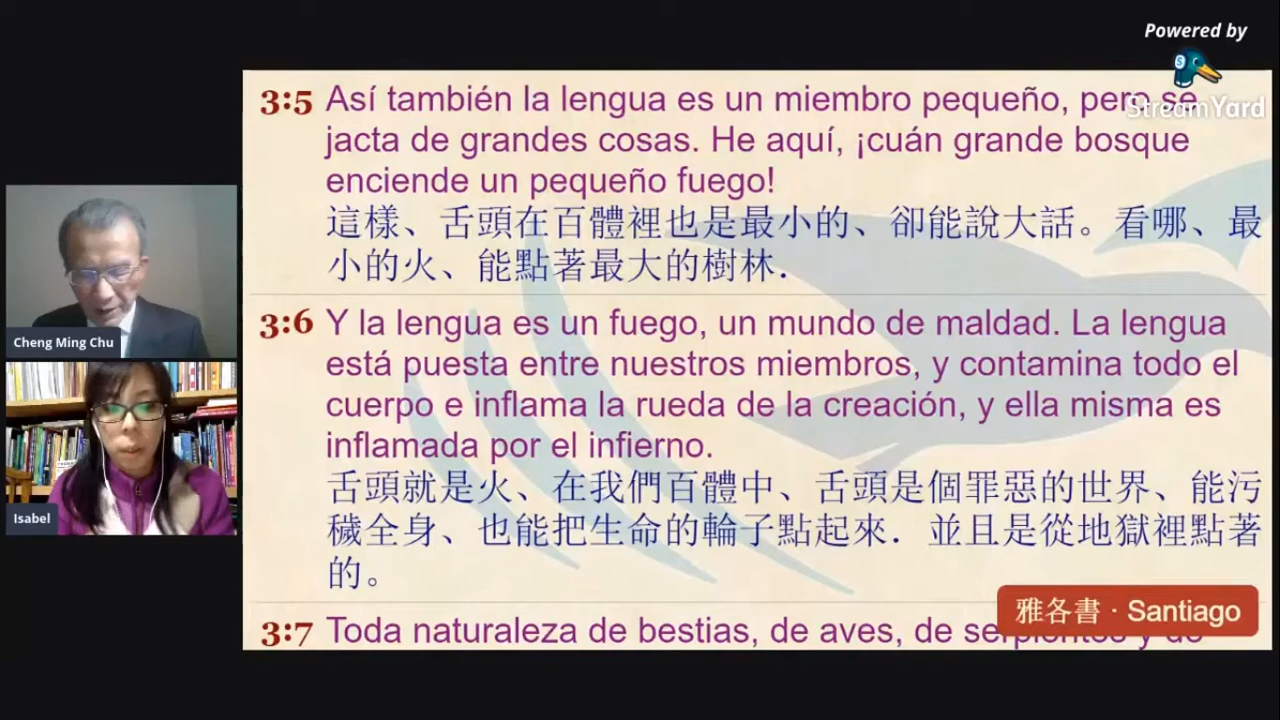 Powered by
StreamYard
3:5 Así también la lengua es un miembro pequeño, pero se
jacta de grandes cosas. He aquí, ¡cuán grande bosque
enciende un pequeño fuego!
這樣、舌頭在百體裡也是最小的、卻能說大話。看哪、最
小的火、能點著最大的樹林．
3:6 Y la lengua es un fuego, un mundo de maldad. La lengua
está puesta entre nuestros miembros, y contamina todo el
cuerpo e inflama la rueda de la creación, y ella misma es
inflamada por el infierno.
舌頭就是火、在我們百體中、舌頭是個罪惡的世界、能污
穢全身、也能把生命的輪子點起來．並且是從地獄裡點著
的。
3:7 Toda naturaleza de bestias, de aves, de serpientes y de
雅各書 · Santiago
Cheng Ming Chu
Isabel